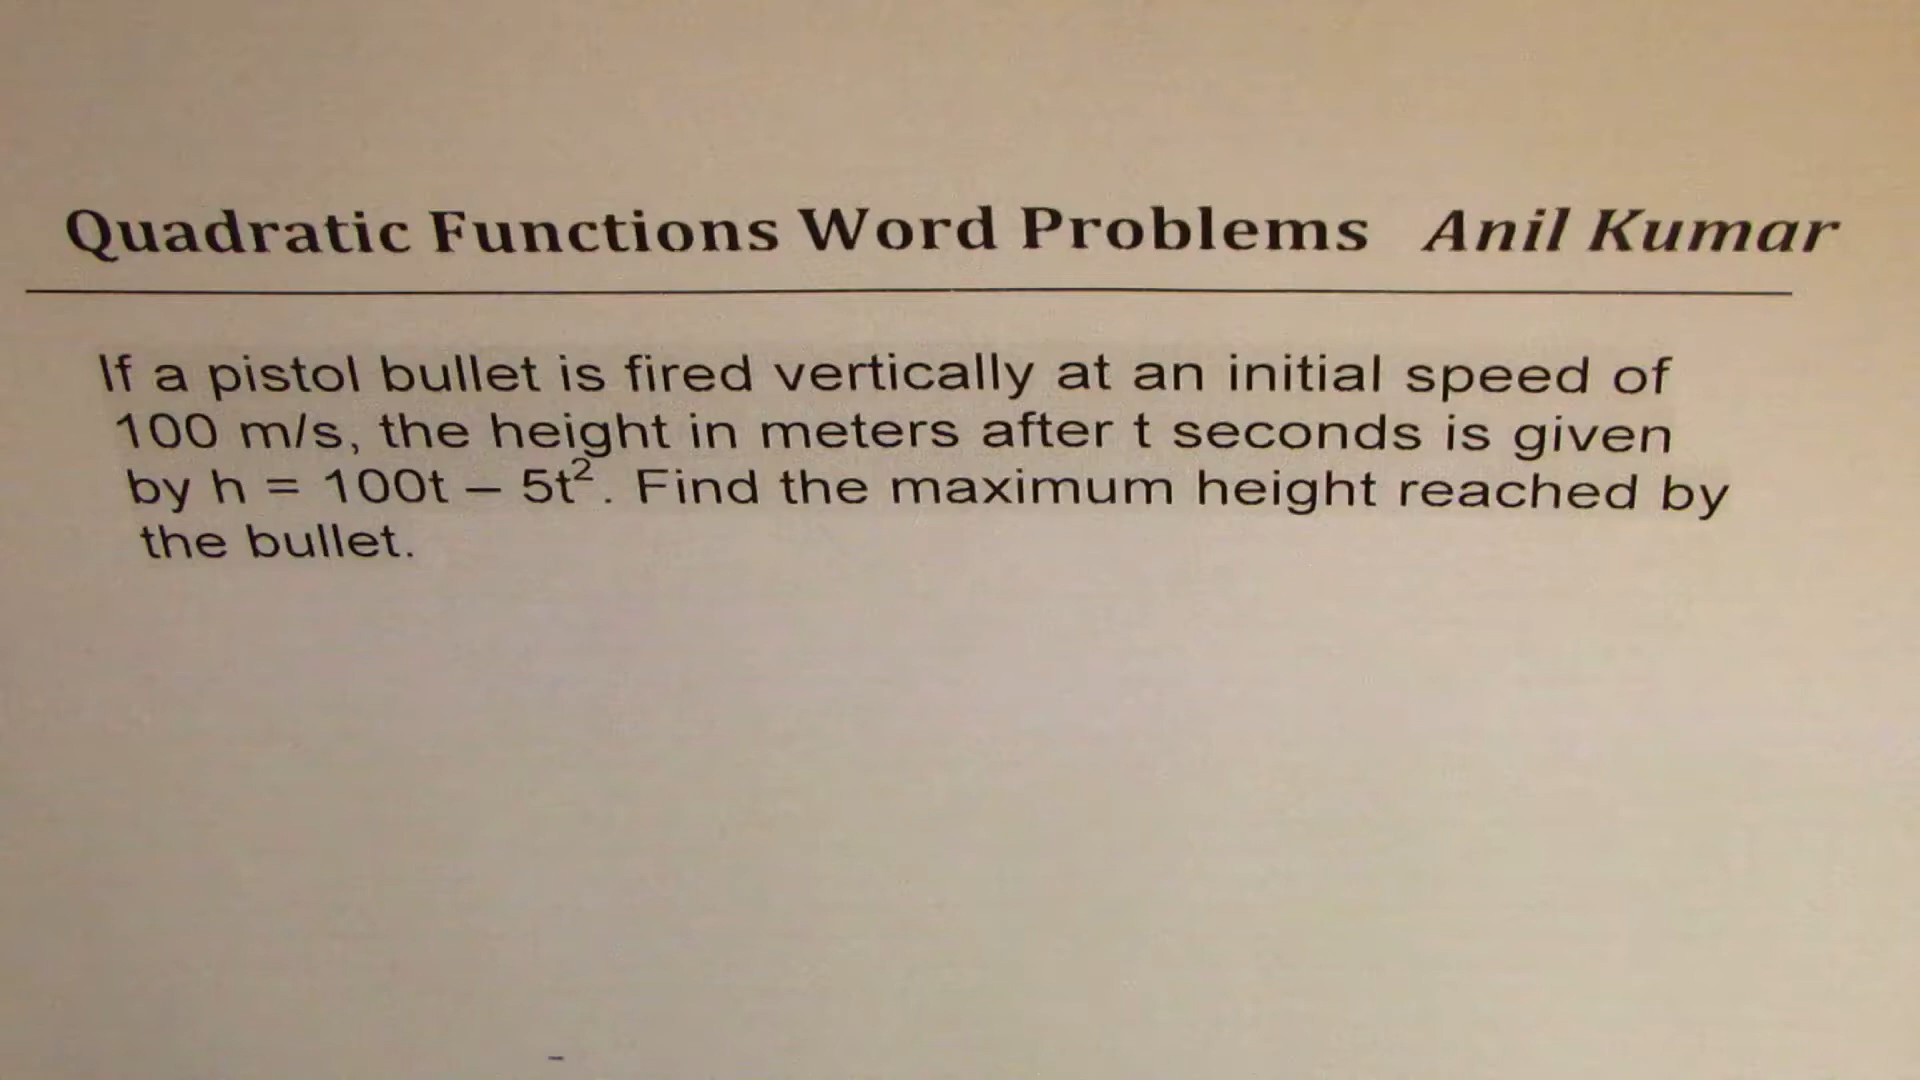 Quadratic Functions Word Problems Anil Kumar
If a pistol bullet is fired vertically at an initial speed of
100 m/s, the height in meters after t seconds is given
by h = 100t – 5t². Find the maximum height reached by
the bullet.